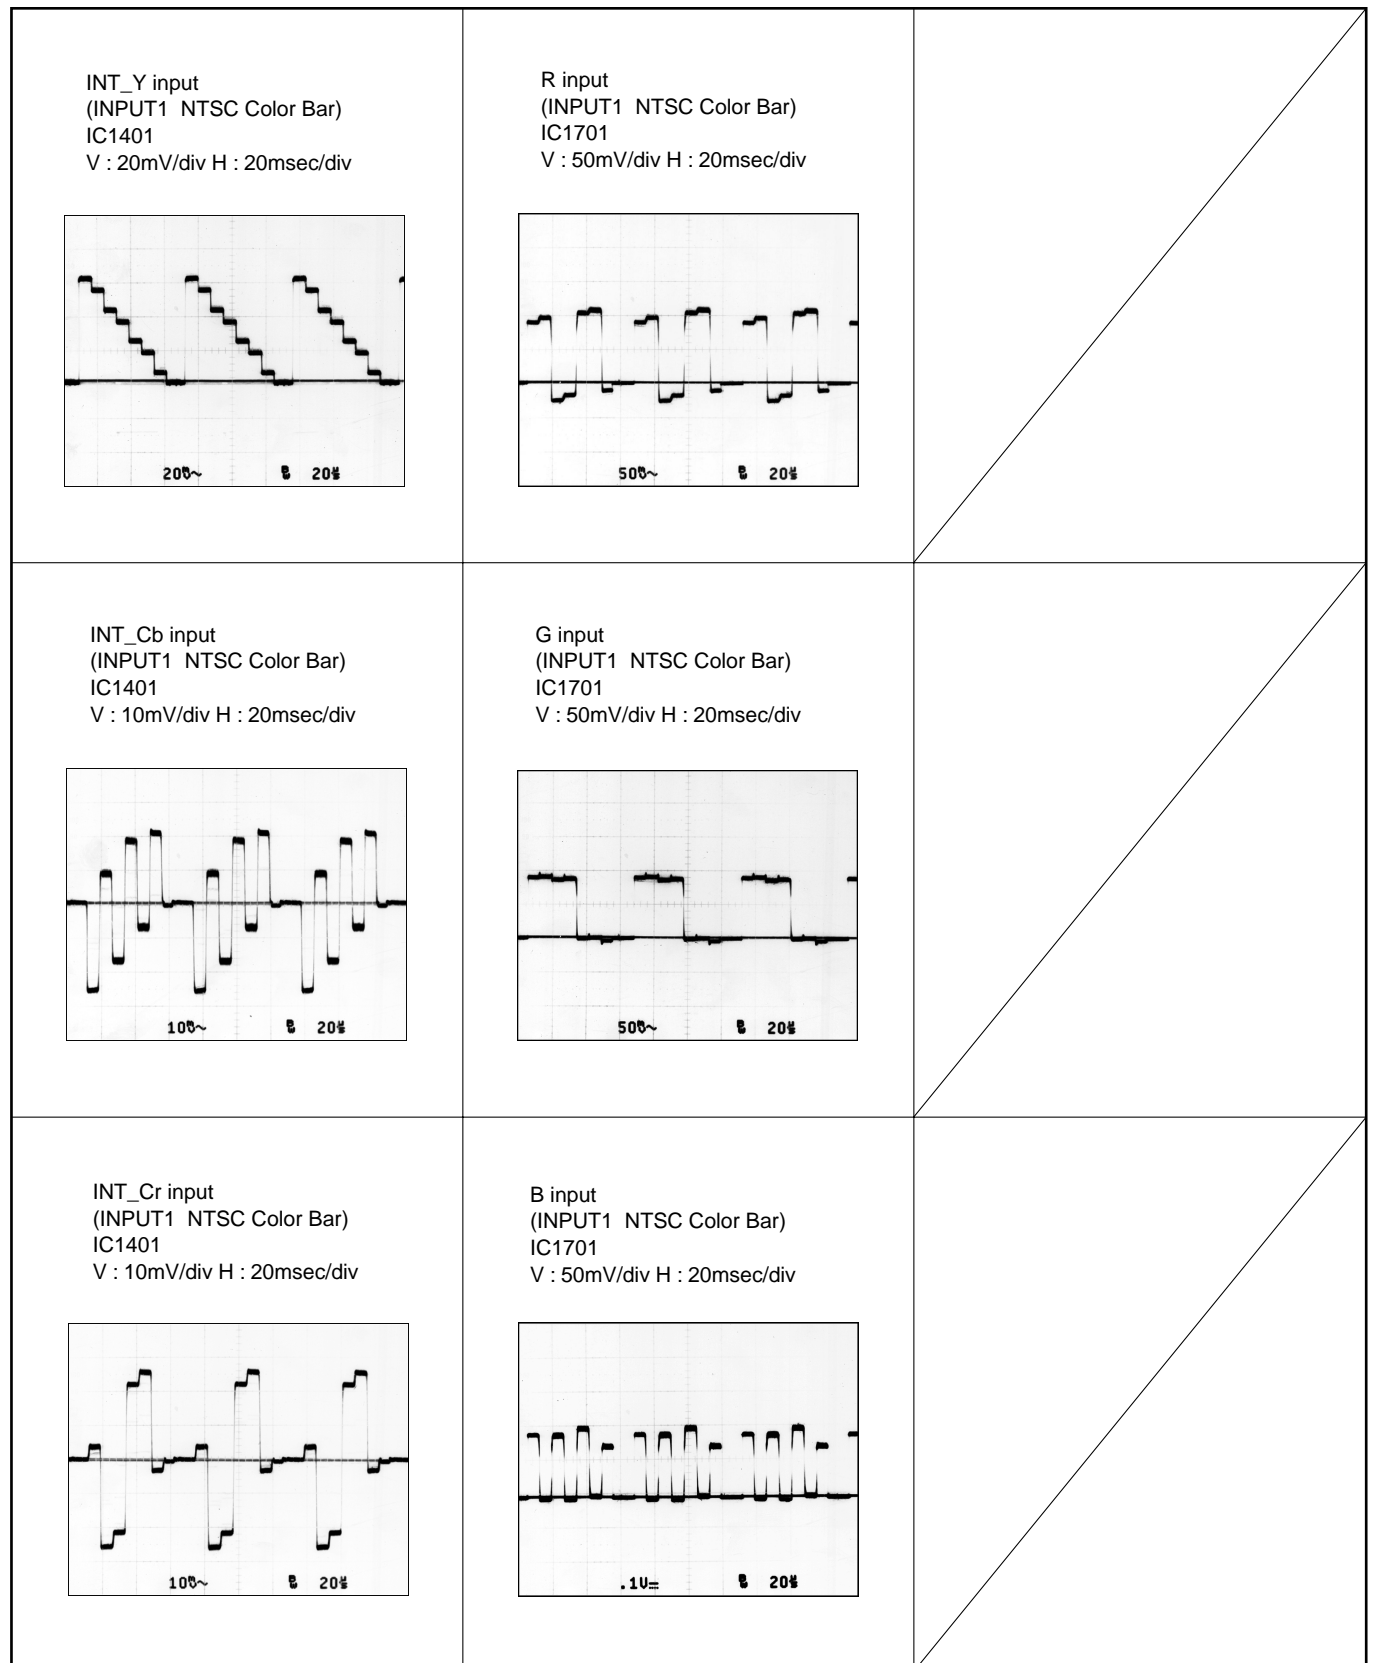 INT_Y input
(INPUT1 NTSC Color Bar)
IC1401
V : 20mV/div H : 20msec/div
R input
(INPUT1 NTSC Color Bar)
IC1701
V : 50mV/div H : 20msec/div
INT_Cb input
(INPUT1 NTSC Color Bar)
IC1401
V : 10mV/div H : 20msec/div
G input
(INPUT1 NTSC Color Bar)
IC1701
V : 50mV/div H : 20msec/div
INT_Cr input
(INPUT1 NTSC Color Bar)
IC1401
V : 10mV/div H : 20msec/div
B input
(INPUT1 NTSC Color Bar)
IC1701
V : 50mV/div H : 20msec/div